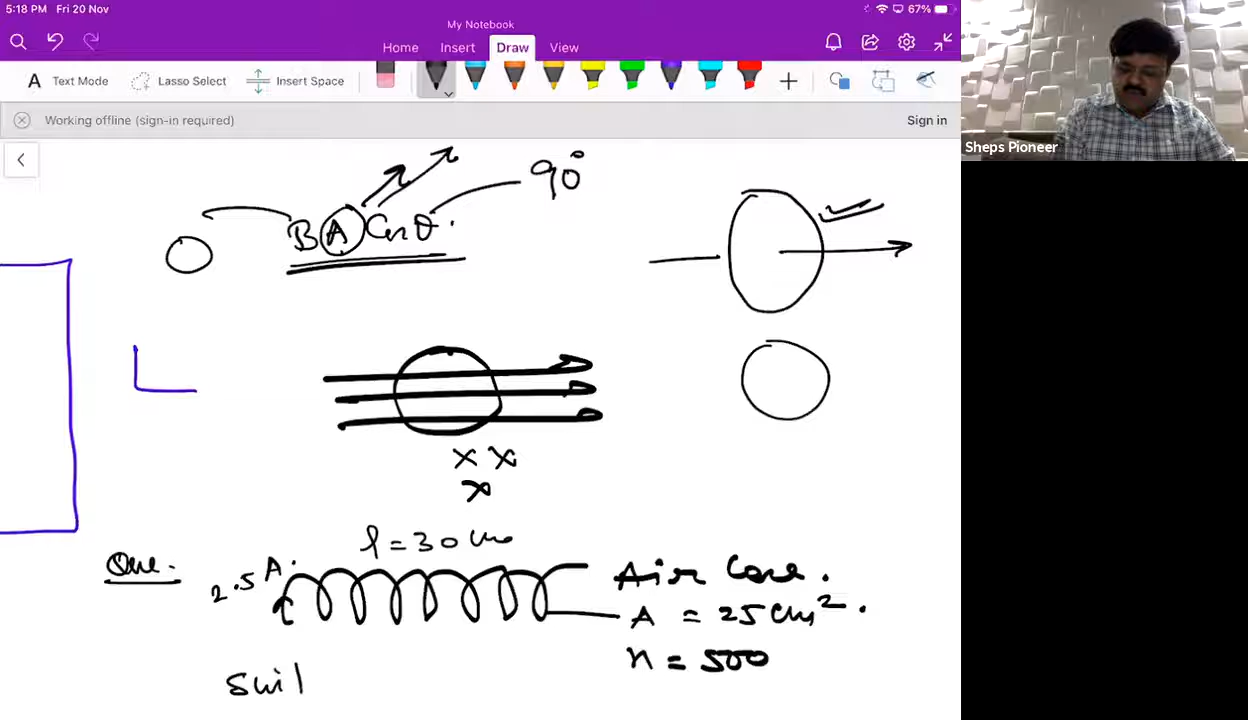 5:18 PM Fri 20 Nov
67%
My Notebook
Home Insert Draw View
A Text Mode Lasso Select Insert Space
Working offline (sign-in required) Sign in
Sheps Pioneer
90°
B A Cos θ.
x x
x
Que.
l = 30 cm
2.5 A.
Air Core.
A = 25 cm².
n = 500
Swi